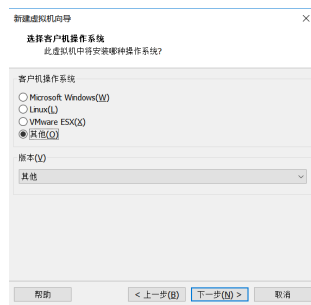 新建虚拟机向导
选择客户机操作系统
此虚拟机中将安装哪种操作系统?
客户机操作系统
Microsoft Windows(W)
Linux(L)
VMware ESX(X)
其他(O)
版本(V)
其他
帮助 < 上一步(B) 下一步(N) > 取消